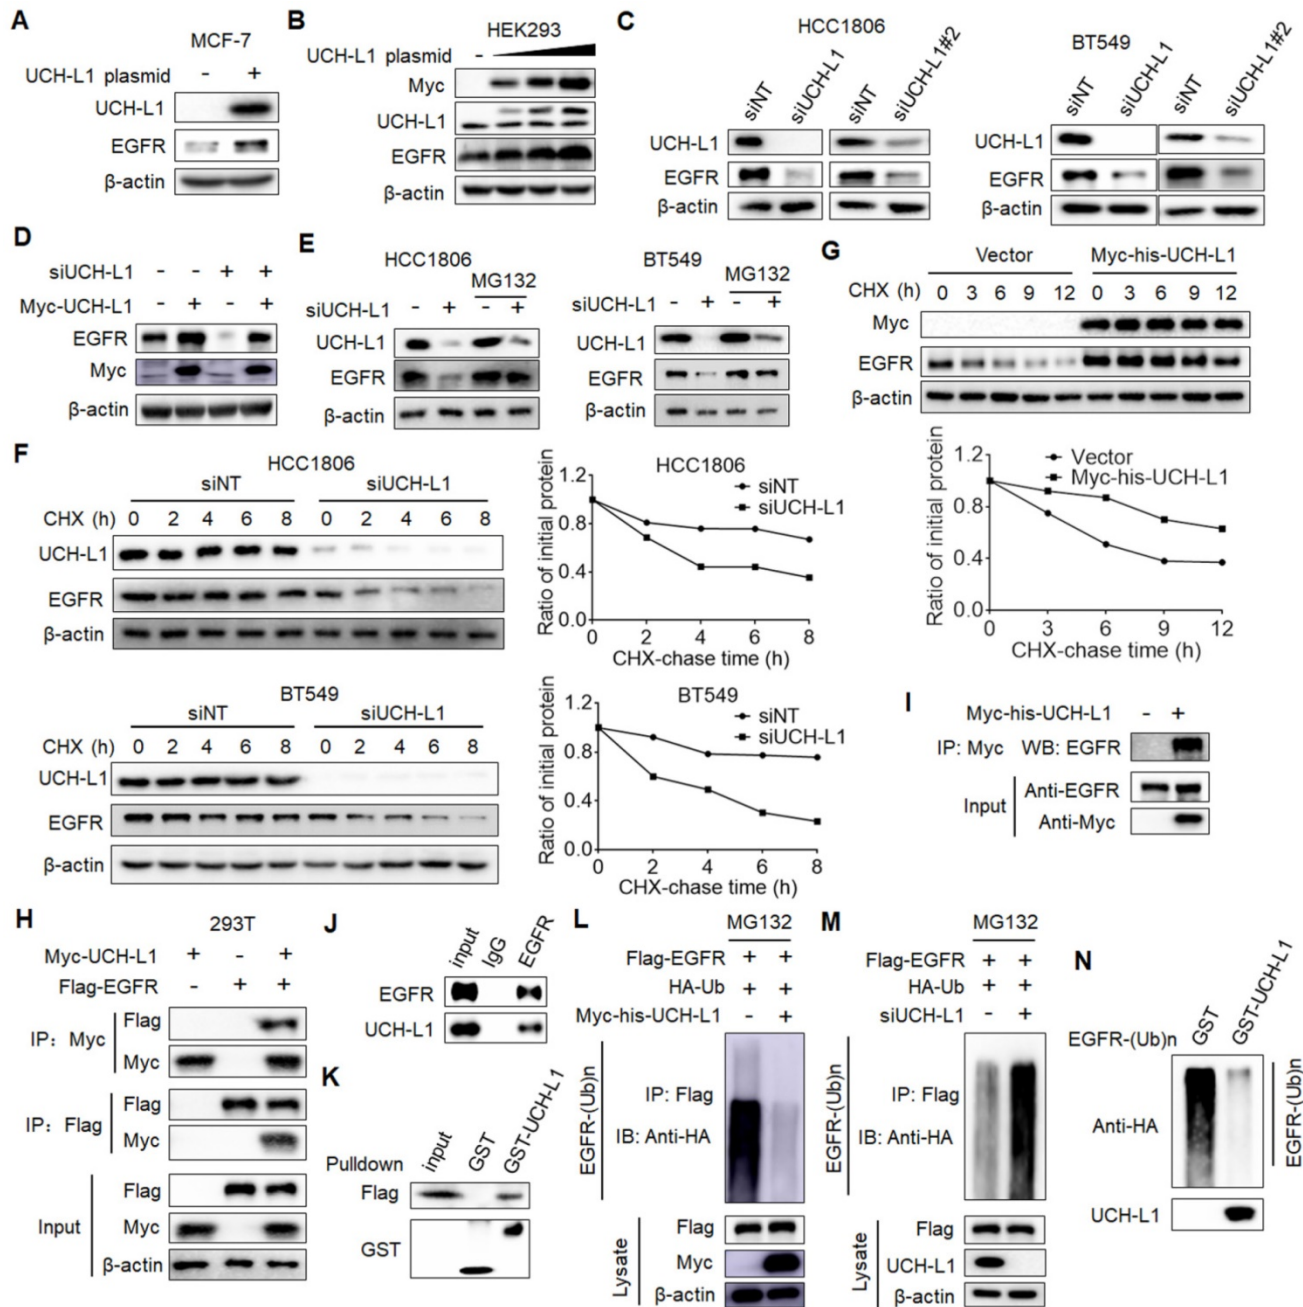 A
MCF-7
UCH-L1 plasmid - +
UCH-L1
EGFR
β-actin
B
HEK293
UCH-L1 plasmid -
Myc
UCH-L1
EGFR
β-actin
C
HCC1806
siNT siUCH-L1 siNT siUCH-L1#2
UCH-L1
EGFR
β-actin
BT549
siNT siUCH-L1 siNT siUCH-L1#2
UCH-L1
EGFR
β-actin
D
siUCH-L1 - - + +
Myc-UCH-L1 - + - +
EGFR
Myc
β-actin
E
HCC1806
MG132
siUCH-L1 - + - +
UCH-L1
EGFR
β-actin
BT549
MG132
siUCH-L1 - + - +
UCH-L1
EGFR
β-actin
G
Vector Myc-his-UCH-L1
CHX (h) 0 3 6 9 12 0 3 6 9 12
Myc
EGFR
β-actin
Ratio of initial protein
1.2
0.8
0.4
0.0
Vector
Myc-his-UCH-L1
0 3 6 9 12
CHX-chase time (h)
F
HCC1806
siNT siUCH-L1
CHX (h) 0 2 4 6 8 0 2 4 6 8
UCH-L1
EGFR
β-actin
HCC1806
Ratio of initial protein
1.2
0.8
0.4
0.0
siNT
siUCH-L1
0 2 4 6 8
CHX-chase time (h)
BT549
siNT siUCH-L1
CHX (h) 0 2 4 6 8 0 2 4 6 8
UCH-L1
EGFR
β-actin
BT549
Ratio of initial protein
1.2
0.8
0.4
0.0
siNT
siUCH-L1
0 2 4 6 8
CHX-chase time (h)
I
Myc-his-UCH-L1 - +
IP: Myc WB: EGFR
Input
Anti-EGFR
Anti-Myc
H
293T
Myc-UCH-L1 + - +
Flag-EGFR - + +
IP: Myc
Flag
Myc
IP: Flag
Flag
Myc
Input
Flag
Myc
β-actin
J
input IgG EGFR
EGFR
UCH-L1
K
Pulldown input GST GST-UCH-L1
Flag
GST
L
MG132
Flag-EGFR + +
HA-Ub + +
Myc-his-UCH-L1 - +
EGFR-(Ub)n
IP: Flag
IB: Anti-HA
Lysate
Flag
Myc
β-actin
M
MG132
Flag-EGFR + +
HA-Ub + +
siUCH-L1 - +
EGFR-(Ub)n
IP: Flag
IB: Anti-HA
Lysate
Flag
UCH-L1
β-actin
N
EGFR-(Ub)n GST GST-UCH-L1
Anti-HA
EGFR-(Ub)n
UCH-L1